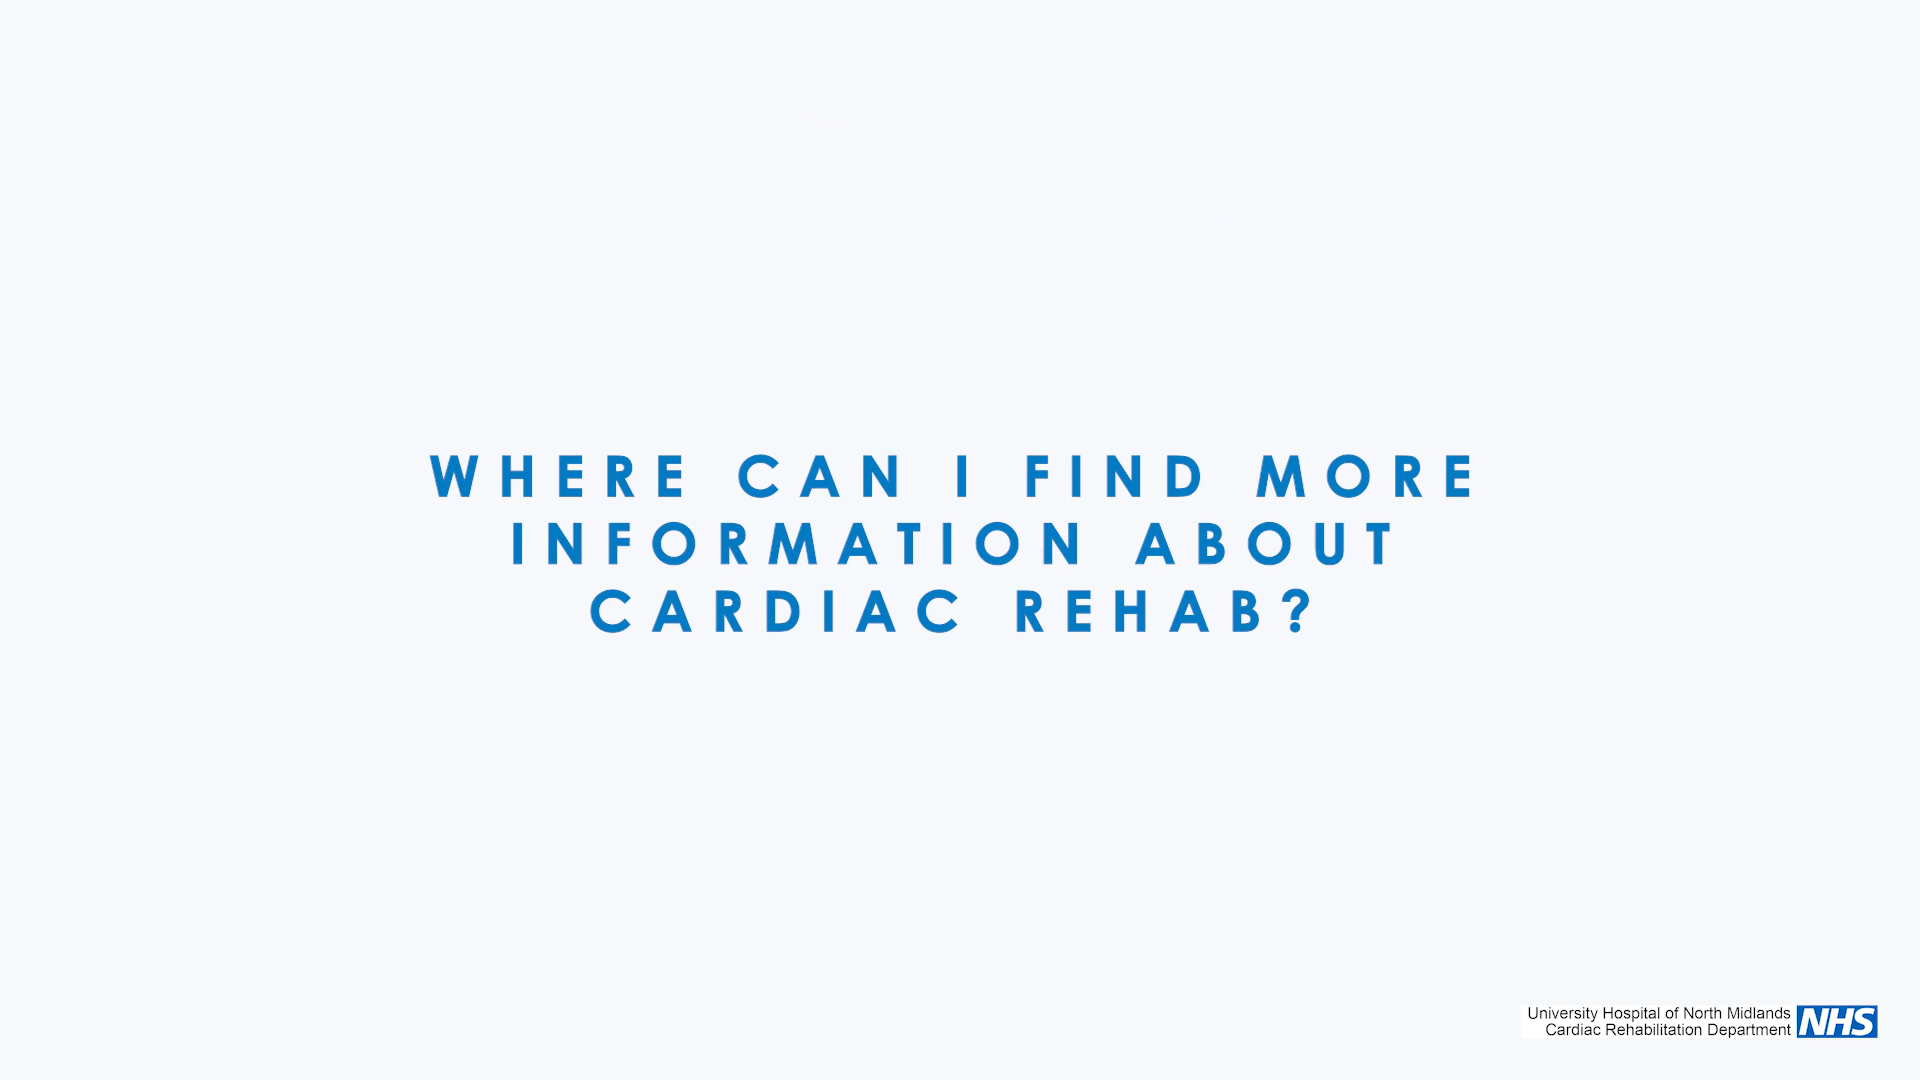 WHERE CAN I FIND MORE
INFORMATION ABOUT
CARDIAC REHAB?
University Hospital of North Midlands
Cardiac Rehabilitation Department
NHS